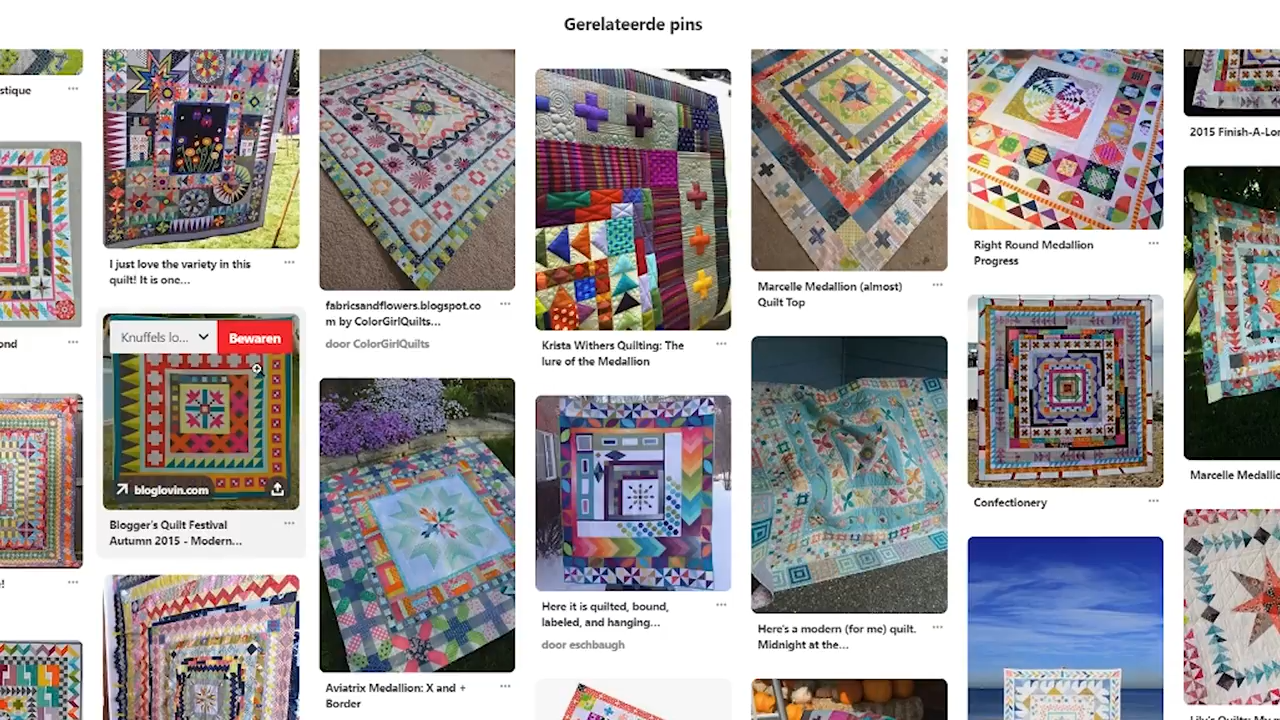 Gerelateerde pins
stique
ond
!
I just love the variety in this
quilt! It is one...
Knuffels lo...
Bewaren
bloglovin.com
Blogger's Quilt Festival
Autumn 2015 - Modern...
fabricsandflowers.blogspot.co
m by ColorGirlQuilts...
door ColorGirlQuilts
Aviatrix Medallion: X and +
Border
Krista Withers Quilting: The
lure of the Medallion
Here it is quilted, bound,
labeled, and hanging...
door eschbaugh
Marcelle Medallion (almost)
Quilt Top
Here's a modern (for me) quilt.
Midnight at the...
Right Round Medallion
Progress
Confectionery
2015 Finish-A-Lo
Marcelle Medallio